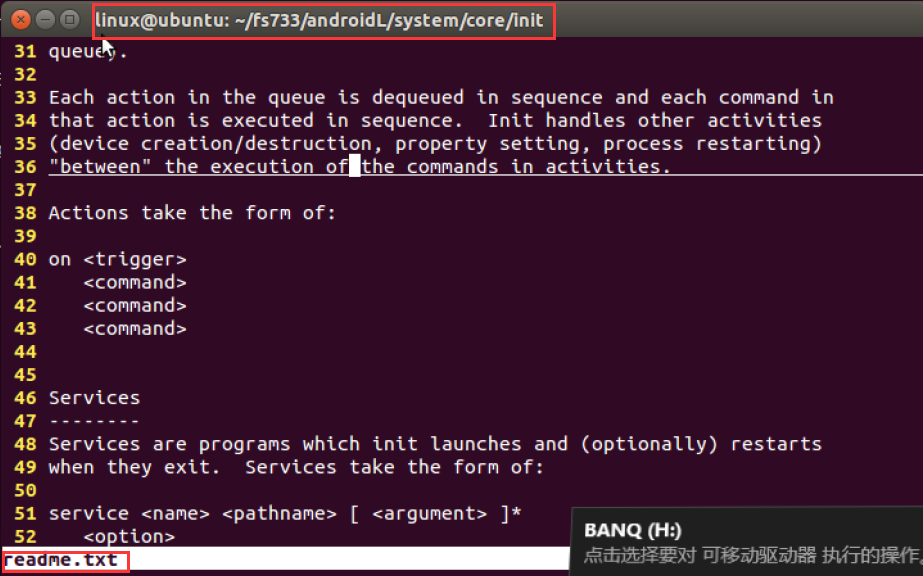 linux@ubuntu: ~/fs733/androidL/system/core/init
31 queue).
32
33 Each action in the queue is dequeued in sequence and each command in
34 that action is executed in sequence.  Init handles other activities
35 (device creation/destruction, property setting, process restarting)
36 "between" the execution of the commands in activities.
37
38 Actions take the form of:
39
40 on <trigger>
41    <command>
42    <command>
43    <command>
44
45
46 Services
47 --------
48 Services are programs which init launches and (optionally) restarts
49 when they exit.  Services take the form of:
50
51 service <name> <pathname> [ <argument> ]*
52    <option>
readme.txt
BANQ (H:)
点击选择要对 可移动驱动器 执行的操作。